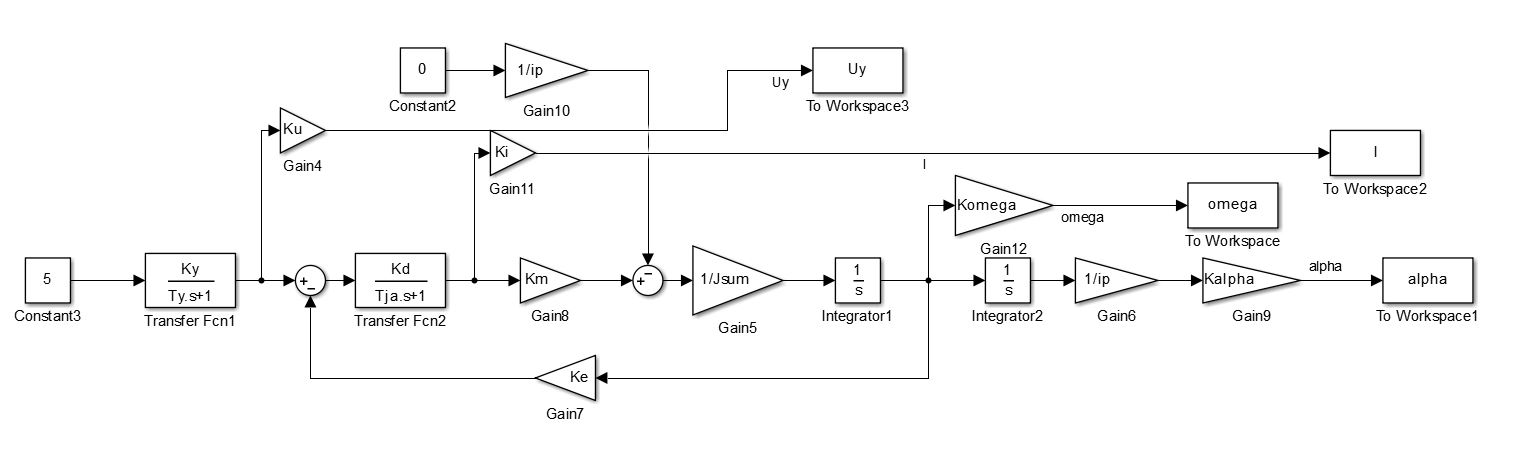 0
Constant2
1/ip
Gain10
Uy
Uy
To Workspace3
Ku
Gain4
Ki
Gain11
I
I
To Workspace2
Komega
Gain12
omega
omega
To Workspace
5
Constant3
Ky
Ty.s+1
Transfer Fcn1
+
−
Kd
Tja.s+1
Transfer Fcn2
Km
Gain8
−
+
1/Jsum
Gain5
1
s
Integrator1
1
s
Integrator2
1/ip
Gain6
Kalpha
Gain9
alpha
alpha
To Workspace1
Ke
Gain7